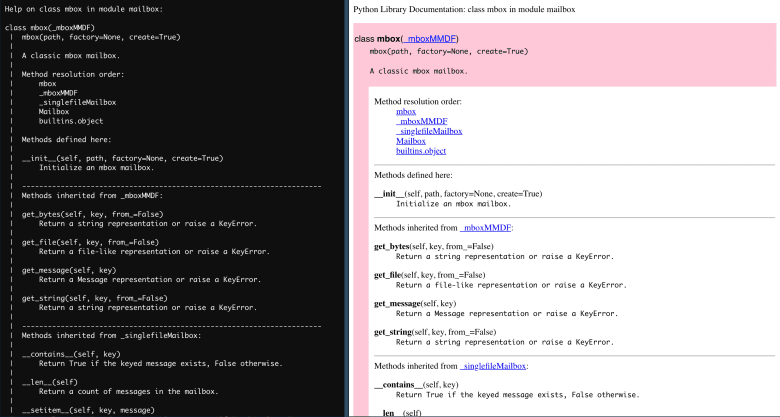 Help on class mbox in module mailbox:
class mbox(_mboxMMDF)
 |  mbox(path, factory=None, create=True)
 |
 |  A classic mbox mailbox.
 |
 |  Method resolution order:
 |      mbox
 |      _mboxMMDF
 |      _singlefileMailbox
 |      Mailbox
 |      builtins.object
 |
 |  Methods defined here:
 |
 |  __init__(self, path, factory=None, create=True)
 |      Initialize an mbox mailbox.
 |
 |  ----------------------------------------------------------------------
 |  Methods inherited from _mboxMMDF:
 |
 |  get_bytes(self, key, from_=False)
 |      Return a string representation or raise a KeyError.
 |
 |  get_file(self, key, from_=False)
 |      Return a file-like representation or raise a KeyError.
 |
 |  get_message(self, key)
 |      Return a Message representation or raise a KeyError.
 |
 |  get_string(self, key, from_=False)
 |      Return a string representation or raise a KeyError.
 |
 |  ----------------------------------------------------------------------
 |  Methods inherited from _singlefileMailbox:
 |
 |  __contains__(self, key)
 |      Return True if the keyed message exists, False otherwise.
 |
 |  __len__(self)
 |      Return a count of messages in the mailbox.
 |
 |  __setitem__(self, key, message)
Python Library Documentation: class mbox in module mailbox
class mbox(_mboxMMDF)
mbox(path, factory=None, create=True)
A classic mbox mailbox.
Method resolution order:
mbox
_mboxMMDF
_singlefileMailbox
Mailbox
builtins.object
Methods defined here:
__init__(self, path, factory=None, create=True)
Initialize an mbox mailbox.
Methods inherited from _mboxMMDF:
get_bytes(self, key, from_=False)
Return a string representation or raise a KeyError.
get_file(self, key, from_=False)
Return a file-like representation or raise a KeyError.
get_message(self, key)
Return a Message representation or raise a KeyError.
get_string(self, key, from_=False)
Return a string representation or raise a KeyError.
Methods inherited from _singlefileMailbox:
__contains__(self, key)
Return True if the keyed message exists, False otherwise.
__len__(self)